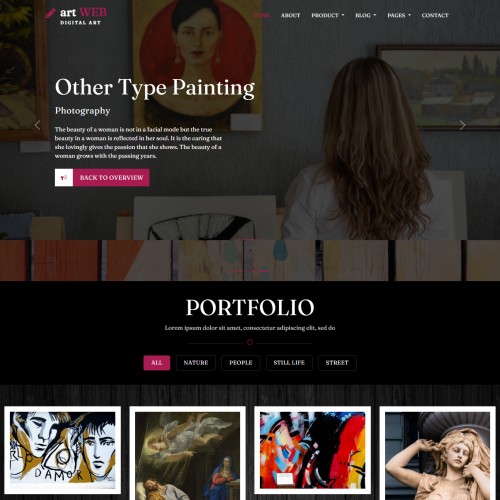 art WEB
DIGITAL ART
HOME ABOUT PRODUCT BLOG PAGES CONTACT
Other Type Painting
Photography
The beauty of a woman is not in a facial mode but the true
beauty in a woman is reflected in her soul. It is the caring that
she lovingly gives the passion that she shows. The beauty of a
woman grows with the passing years.
BACK TO OVERVIEW
PORTFOLIO
Lorem ipsum dolor sit amet, consectetur adipiscing elit, sed do
ALL NATURE PEOPLE STILL LIFE STREET
D'AMOR